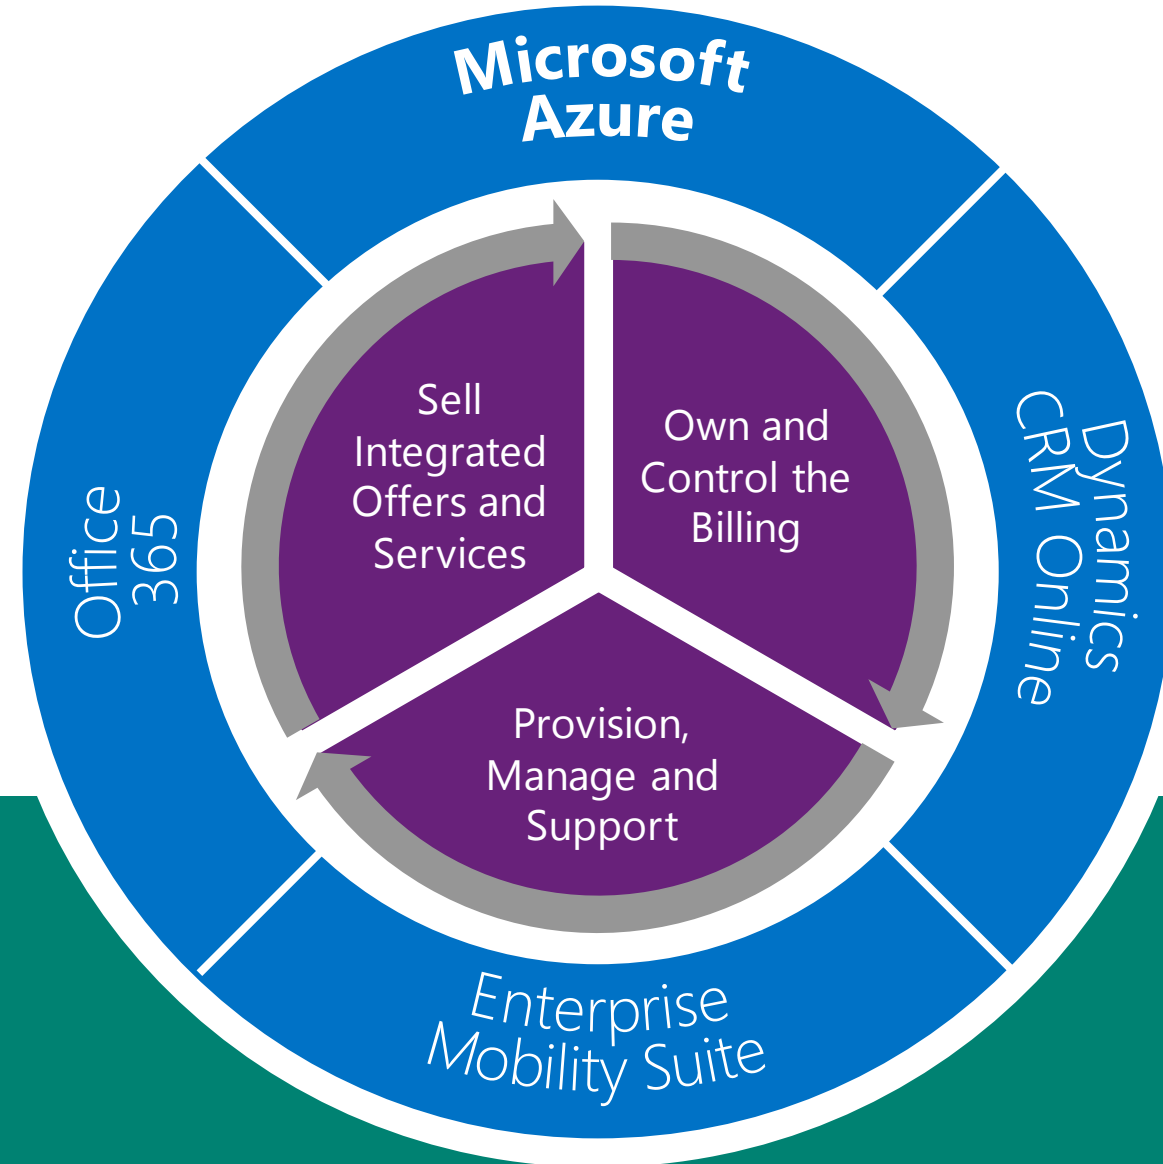 Microsoft
Azure
Sell
Integrated
Offers and
Services
Own and
Control the
Billing
Office
365
Dynamics
CRM Online
Provision,
Manage and
Support
Enterprise
Mobility Suite